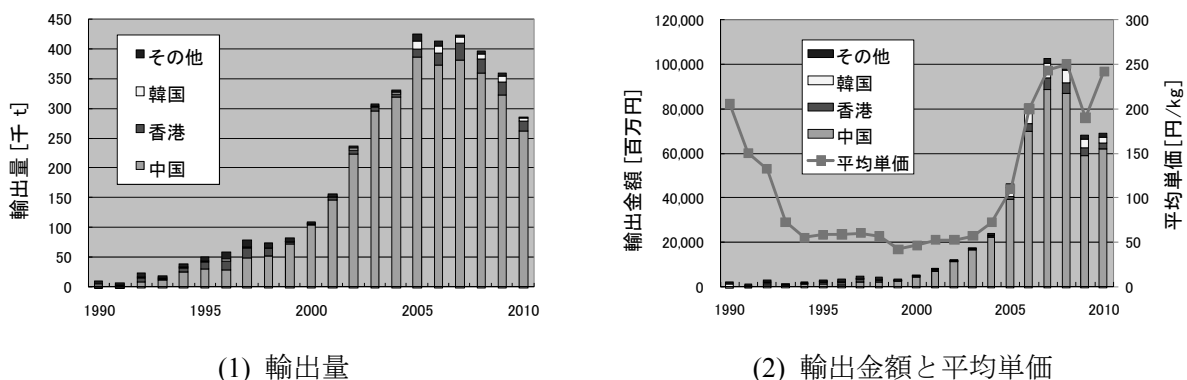 450
400
350
300
250
200
150
100
50
0
輸出量 [千 t]
その他
韓国
香港
中国
1990
1995
2000
2005
2010
(1) 輸出量
120,000
100,000
80,000
60,000
40,000
20,000
0
輸出金額 [百万円]
その他
韓国
香港
中国
平均単価
300
250
200
150
100
50
0
平均単価 [円/kg]
1990
1995
2000
2005
2010
(2) 輸出金額と平均単価